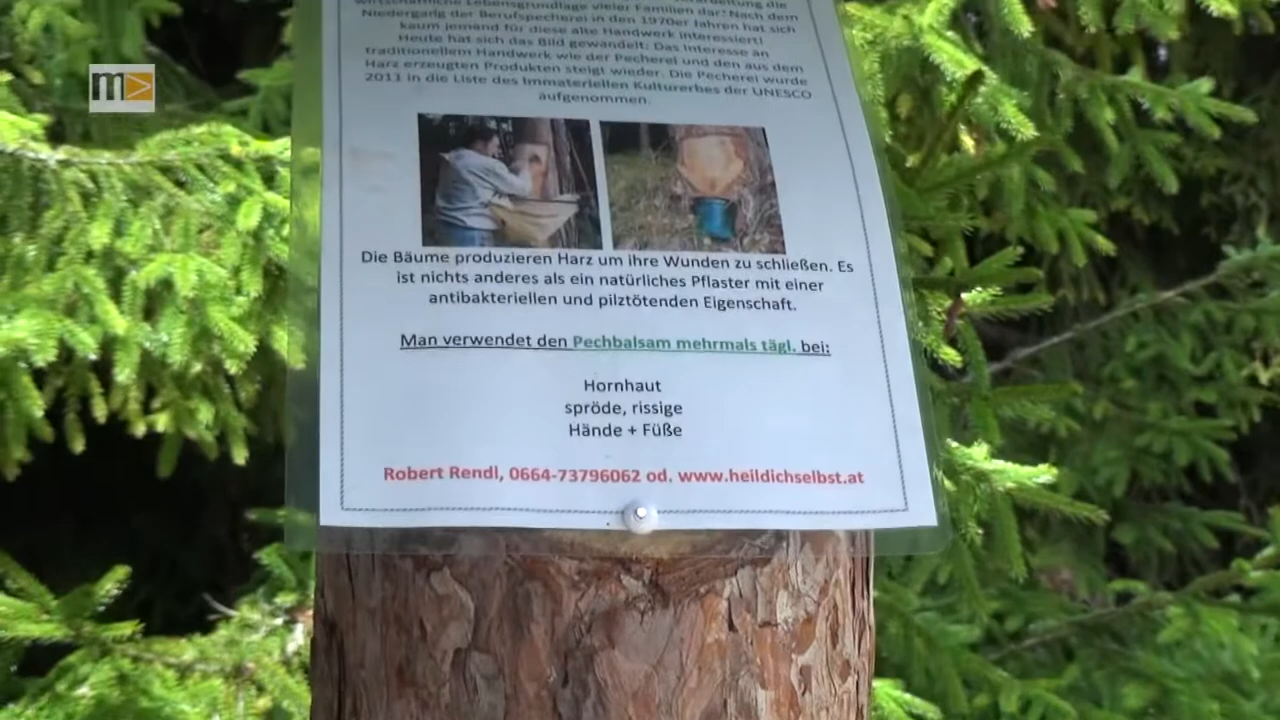 m>
wirtschaftliche Lebensgrundlage vieler Familien dar! Nach dem
Niedergang der Berufspecherei in den 1970er Jahren hat sich
kaum jemand für diese alte Handwerk interessiert!
Heute hat sich das Bild gewandelt: Das Interesse an
traditionellem Handwerk wie der Pecherei und den aus dem
Harz erzeugten Produkten steigt wieder. Die Pecherei wurde
2011 in die Liste des Immateriellen Kulturerbes der UNESCO
aufgenommen.
Die Bäume produzieren Harz um ihre Wunden zu schließen. Es
ist nichts anderes als ein natürliches Pflaster mit einer
antibakteriellen und pilztötenden Eigenschaft.
Man verwendet den Pechbalsam mehrmals tägl. bei:
Hornhaut
spröde, rissige
Hände + Füße
Robert Rendl, 0664-73796062 od. www.heildichselbst.at